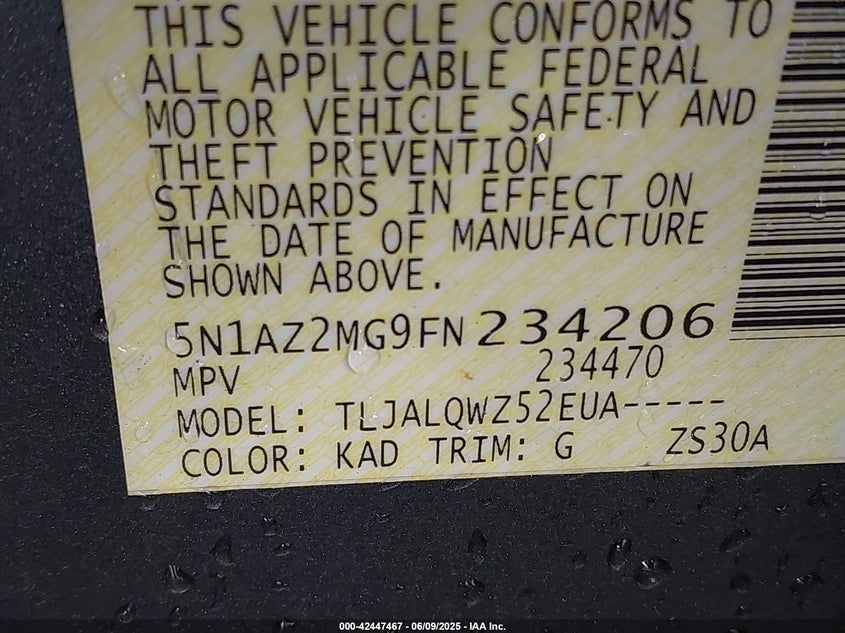 THIS VEHICLE CONFORMS TO
ALL APPLICABLE FEDERAL
MOTOR VEHICLE SAFETY AND
THEFT PREVENTION
STANDARDS IN EFFECT ON
THE DATE OF MANUFACTURE
SHOWN ABOVE.
5N1AZ2MG9FN234206
MPV 234470
MODEL: TLJALQWZ52EUA-----
COLOR: KAD TRIM: G ZS30A
000-42447467 - 06/09/2025 - IAA Inc.